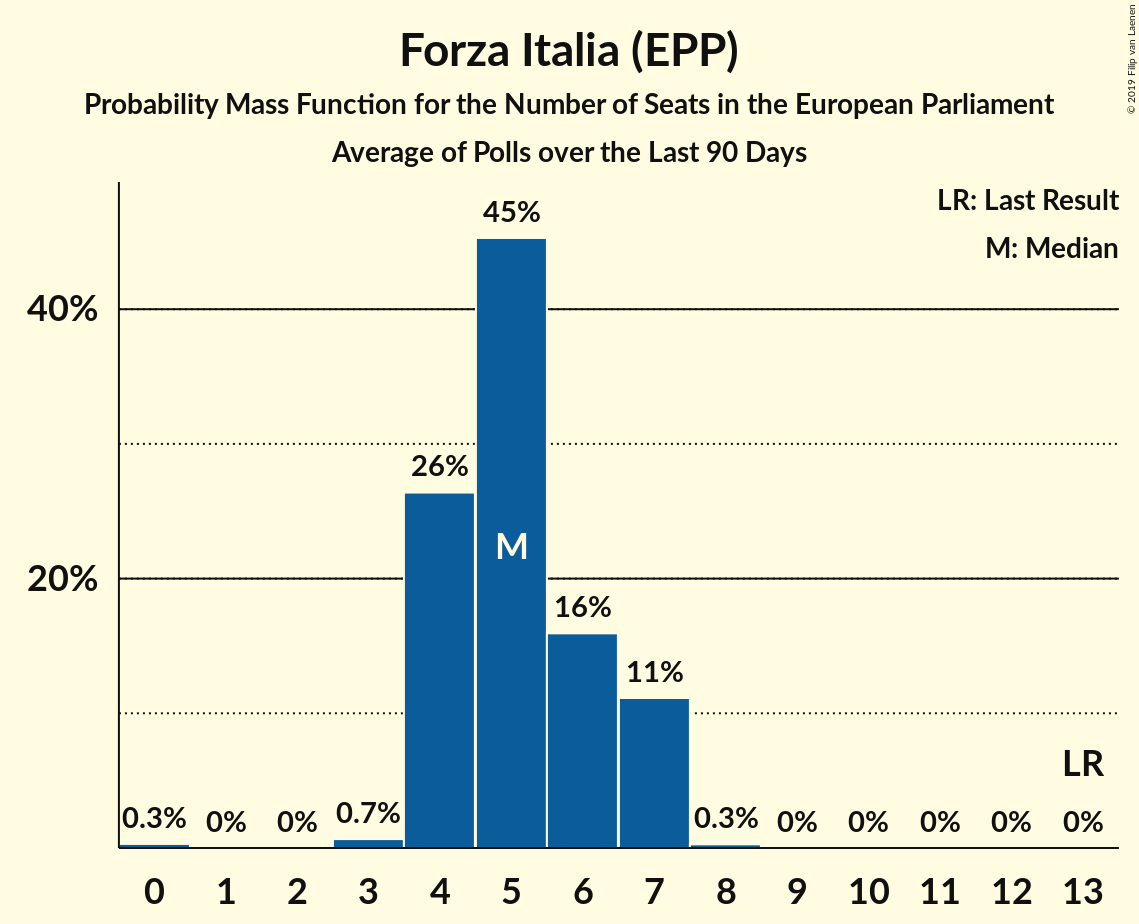 Forza Italia (EPP)
Probability Mass Function for the Number of Seats in the European Parliament
Average of Polls over the Last 90 Days
© 2019 Filip van Laenen
LR: Last Result
M: Median
45%
40%
26%
M
20%
16%
11%
LR
0.3% 0% 0% 0.7% 0.3% 0% 0% 0% 0% 0%
0 1 2 3 4 5 6 7 8 9 10 11 12 13